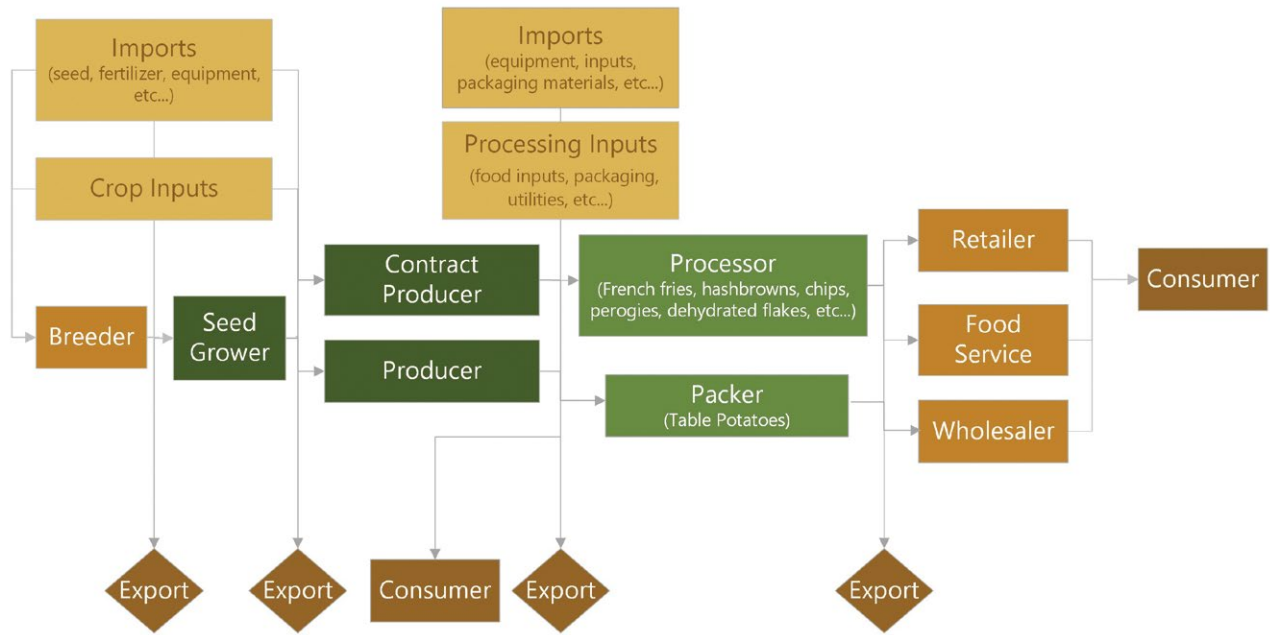 Imports
(seed, fertilizer, equipment,
etc...)
Crop Inputs
Imports
(equipment, inputs,
packaging materials, etc...)
Processing Inputs
(food inputs, packaging,
utilities, etc...)
Breeder
Seed
Grower
Contract
Producer
Producer
Processor
(French fries, hashbrowns, chips,
perogies, dehydrated flakes, etc...)
Packer
(Table Potatoes)
Retailer
Food
Service
Wholesaler
Consumer
Export
Export
Consumer
Export
Export